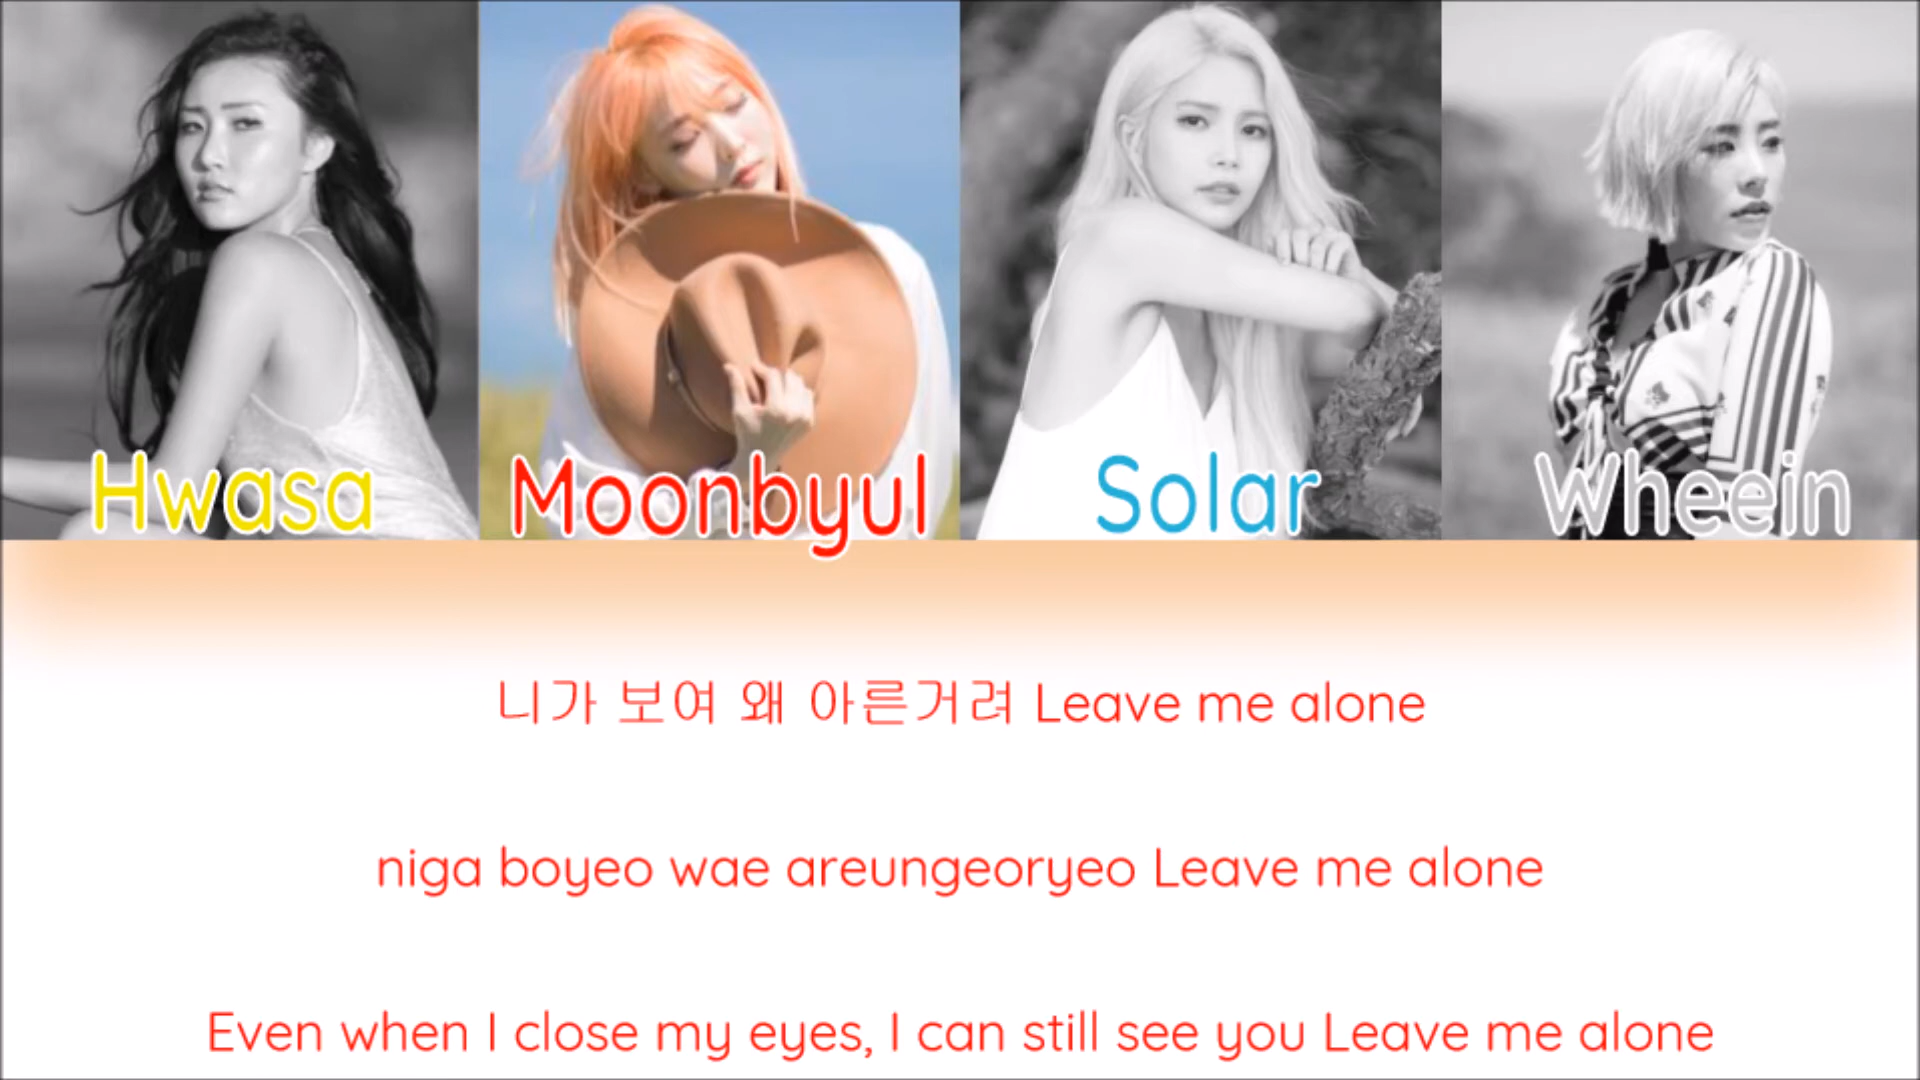 Hwasa Moonbyul Solar Wheein
니가 보여 왜 아른거려 Leave me alone
niga boyeo wae areungeoryeo Leave me alone
Even when I close my eyes, I can still see you Leave me alone